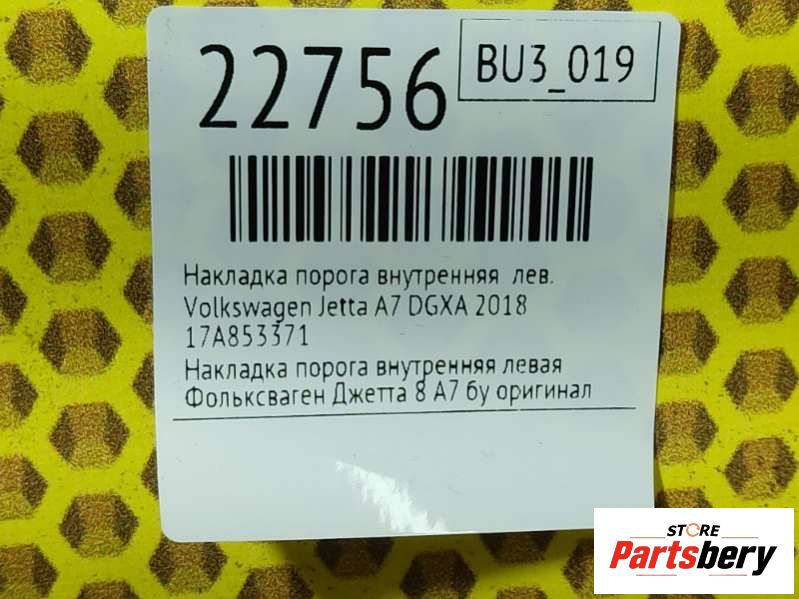 22756
BU3_019
Накладка порога внутренняя лев.
Volkswagen Jetta A7 DGXA 2018
17A853371
Накладка порога внутренняя левая
Фольксваген Джетта 8 А7 бу оригинал
STORE
Partsbery